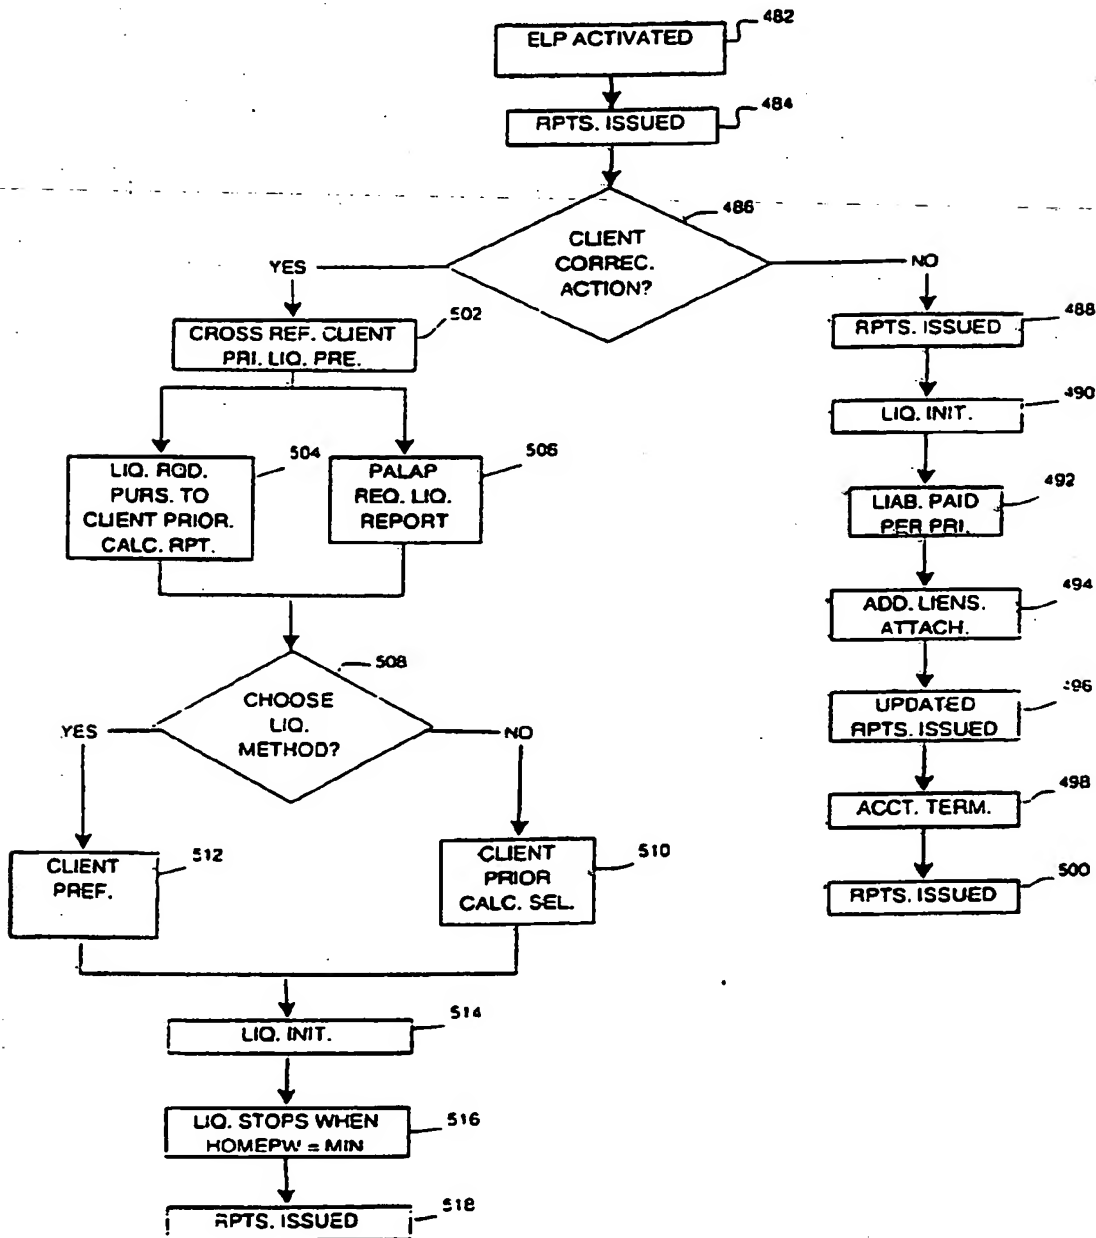 ELP ACTIVATED
482
RPTS. ISSUED
484
CLIENT
CORREC.
ACTION?
486
YES
NO
CROSS REF. CLIENT
PRI. LIQ. PRE.
502
LIQ. RQD.
PURS. TO
CLIENT PRIOR.
CALC. RPT.
504
PALAP
REQ. LIQ.
REPORT
506
CHOOSE
LIQ.
METHOD?
508
YES
NO
CLIENT
PREF.
512
CLIENT
PRIOR
CALC. SEL.
510
LIQ. INIT.
514
LIQ. STOPS WHEN
HOMEPW = MIN
516
RPTS. ISSUED
518
RPTS. ISSUED
488
LIQ. INIT.
490
LIAB. PAID
PER PRI.
492
ADD. LIENS.
ATTACH.
494
UPDATED
RPTS. ISSUED
496
ACCT. TERM.
498
RPTS. ISSUED
500